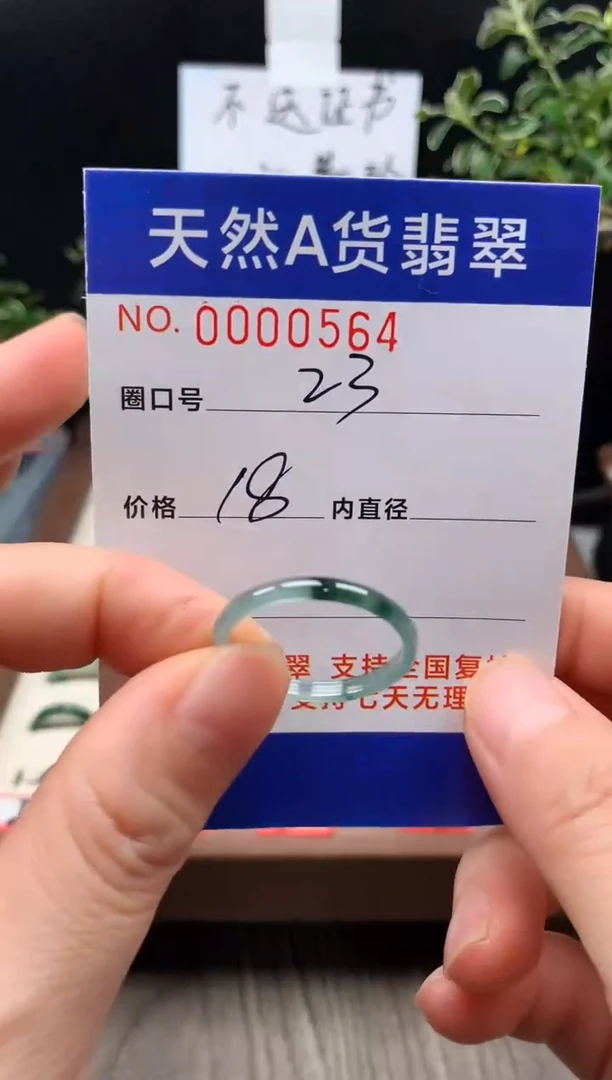 不送证书
天然A货翡翠
NO. 0000564
圈口号 23
价格 18 内直径
翠 支持全国复
支持七天无理